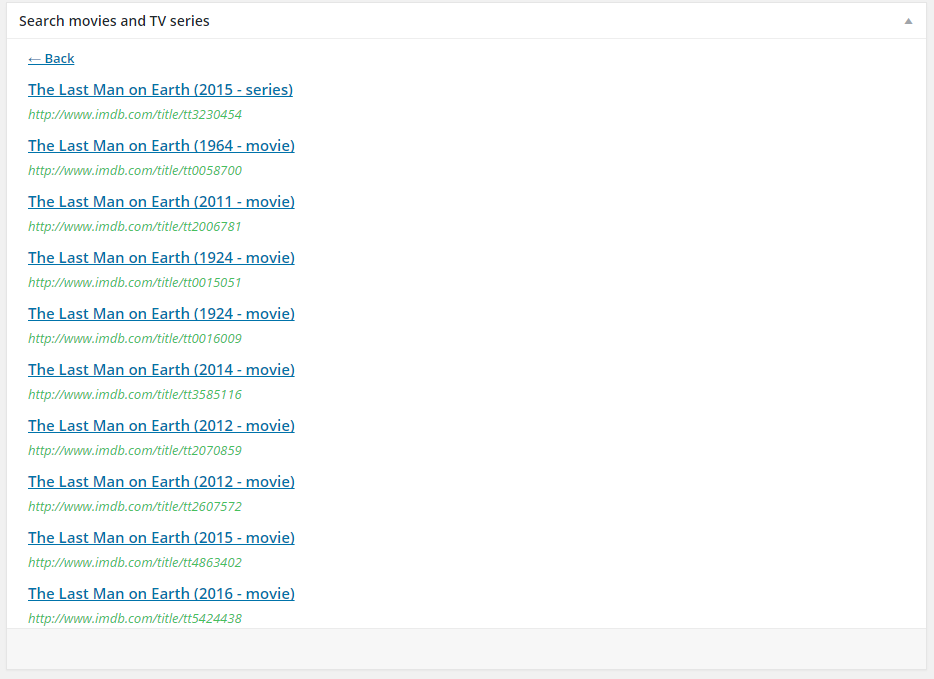 Search movies and TV series
← Back
The Last Man on Earth (2015 - series)
http://www.imdb.com/title/tt3230454
The Last Man on Earth (1964 - movie)
http://www.imdb.com/title/tt0058700
The Last Man on Earth (2011 - movie)
http://www.imdb.com/title/tt2006781
The Last Man on Earth (1924 - movie)
http://www.imdb.com/title/tt0015051
The Last Man on Earth (1924 - movie)
http://www.imdb.com/title/tt0016009
The Last Man on Earth (2014 - movie)
http://www.imdb.com/title/tt3585116
The Last Man on Earth (2012 - movie)
http://www.imdb.com/title/tt2070859
The Last Man on Earth (2012 - movie)
http://www.imdb.com/title/tt2607572
The Last Man on Earth (2015 - movie)
http://www.imdb.com/title/tt4863402
The Last Man on Earth (2016 - movie)
http://www.imdb.com/title/tt5424438